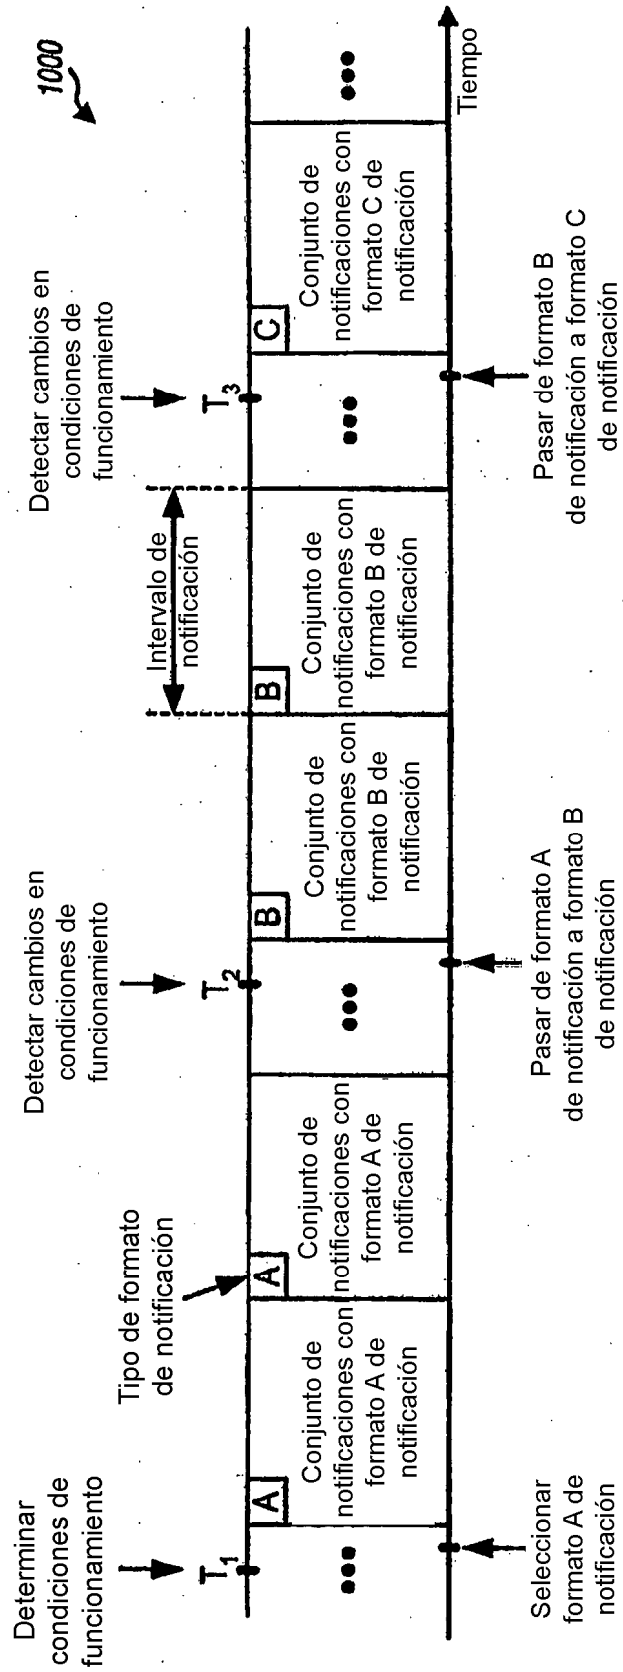 1000
Determinar
condiciones de
funcionamiento
Tipo de formato
de notificación
Detectar cambios en
condiciones de
funcionamiento
Intervalo de
notificación
Detectar cambios en
condiciones de
funcionamiento
T1
T2
T3
A
Conjunto de
notificaciones con
formato A de
notificación
A
Conjunto de
notificaciones con
formato A de
notificación
B
Conjunto de
notificaciones con
formato B de
notificación
B
Conjunto de
notificaciones con
formato B de
notificación
C
Conjunto de
notificaciones con
formato C de
notificación
Tiempo
Seleccionar
formato A de
notificación
Pasar de formato A
de notificación a formato B
de notificación
Pasar de formato B
de notificación a formato C
de notificación